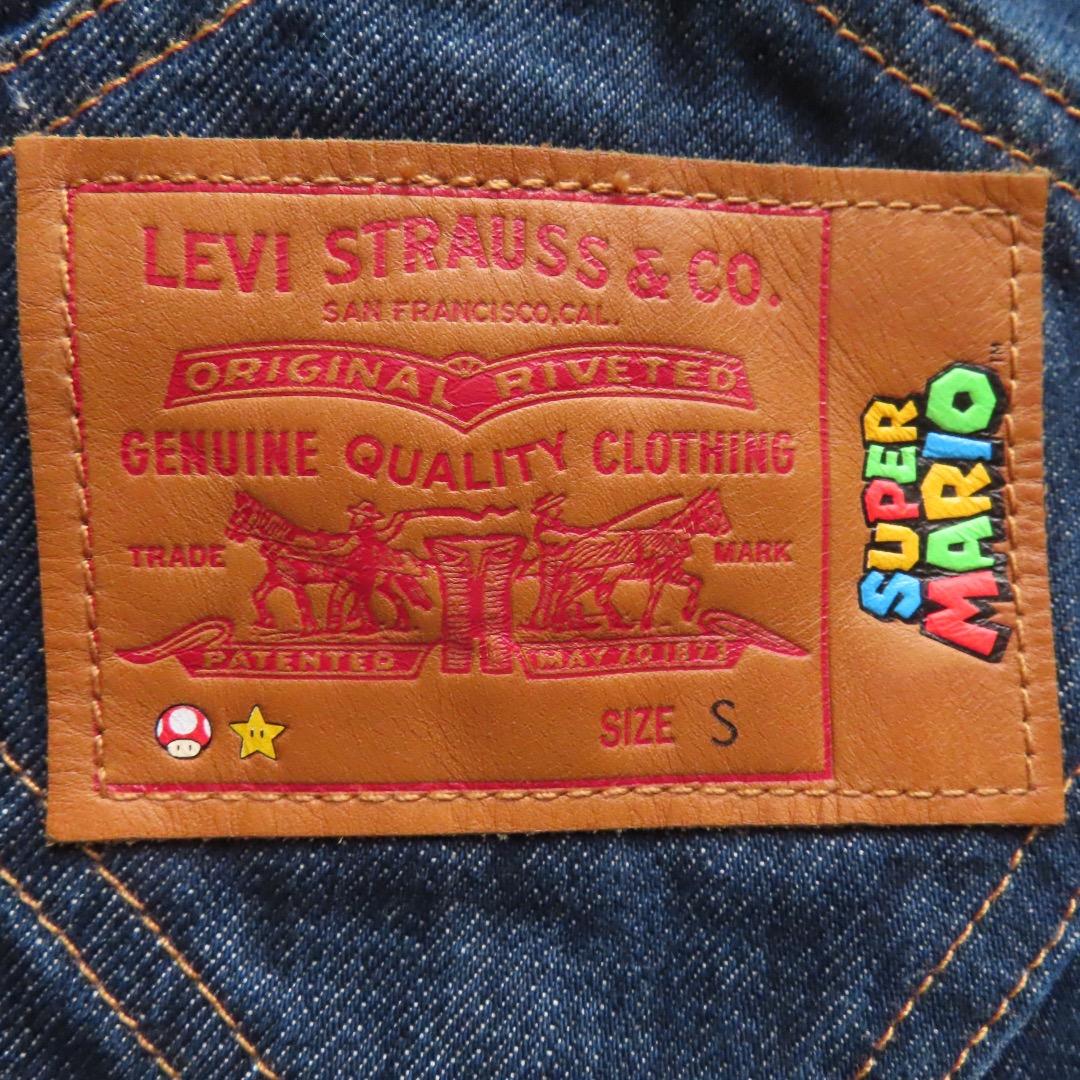 LEVI STRAUSS & CO.
SAN FRANCISCO, CAL.
ORIGINAL RIVETED
GENUINE QUALITY CLOTHING
TRADE MARK
PATENTED MAY 20 1873
SIZE S
SUPER
MARIO™